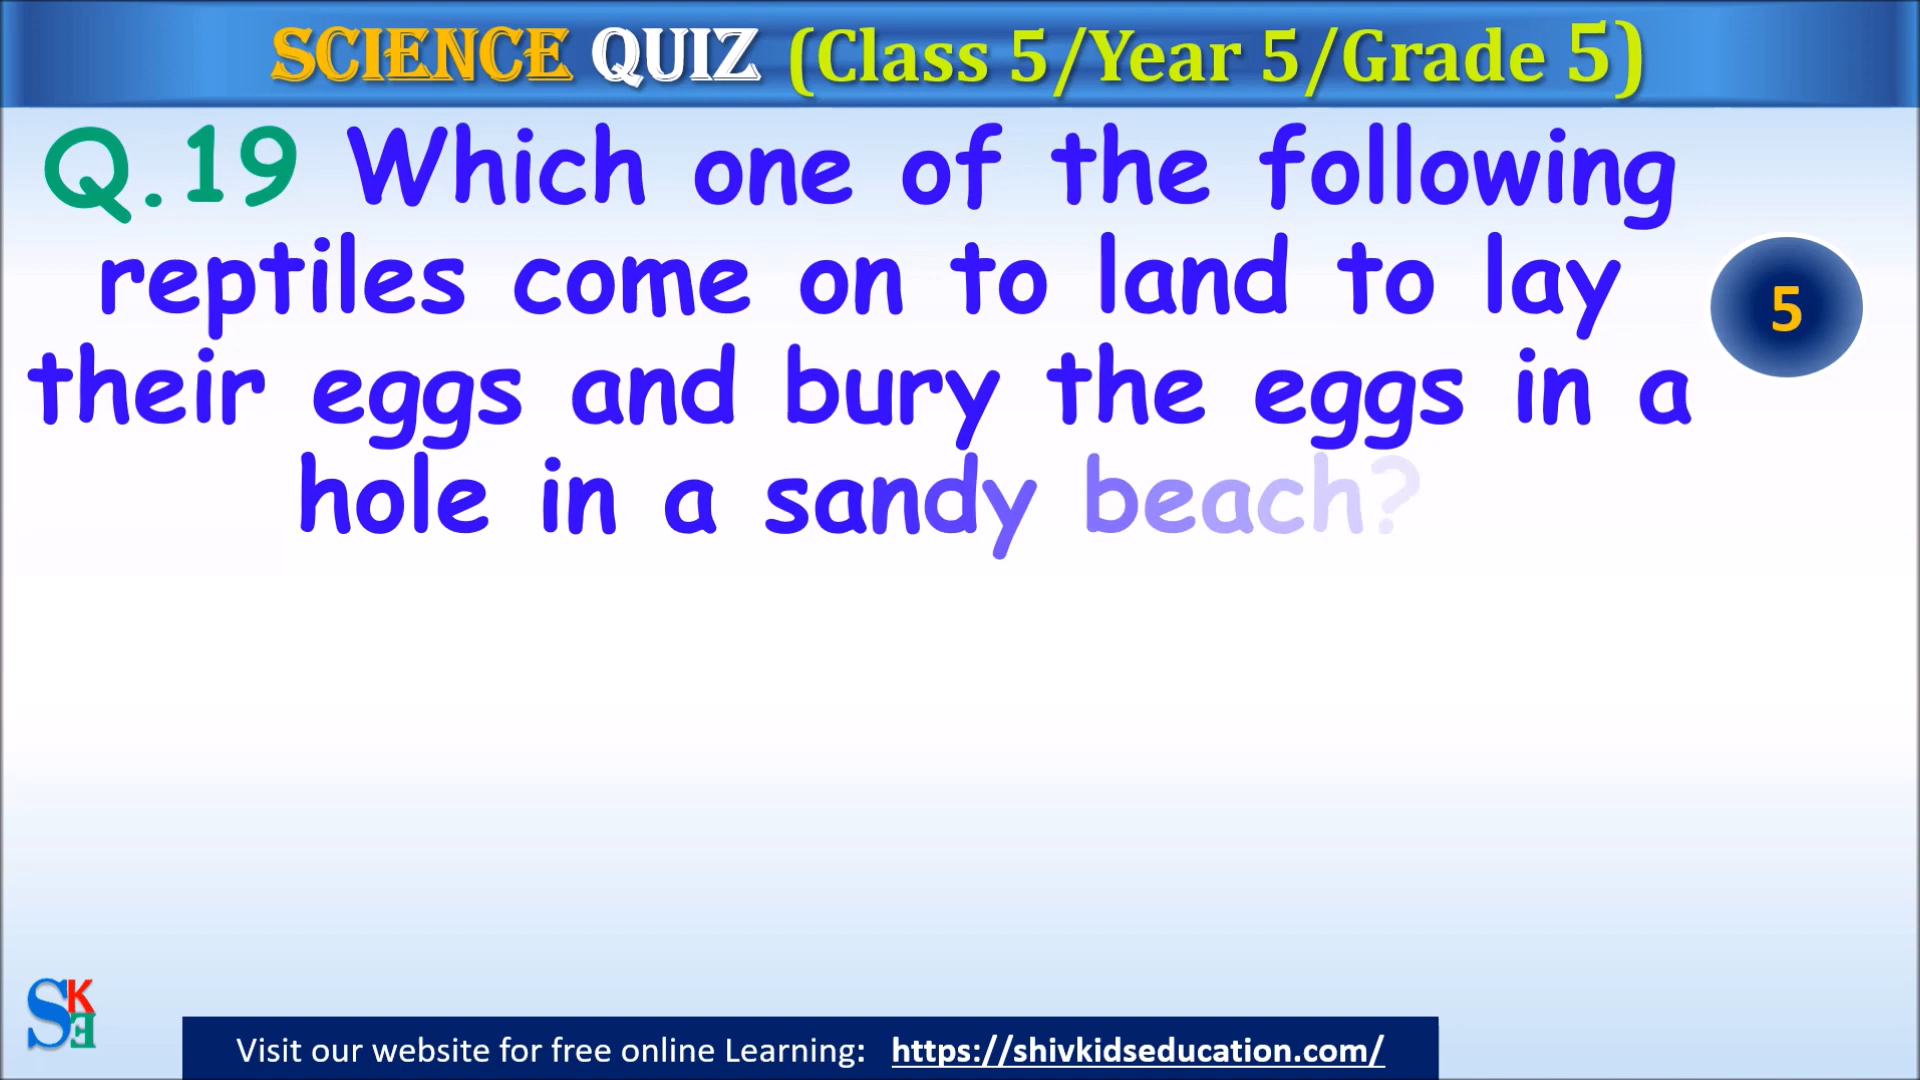 SCIENCE QUIZ (Class 5/Year 5/Grade 5)
Q.19 Which one of the following
reptiles come on to land to lay
their eggs and bury the eggs in a
hole in a sandy beach?
5
SKE
Visit our website for free online Learning: https://shivkidseducation.com/